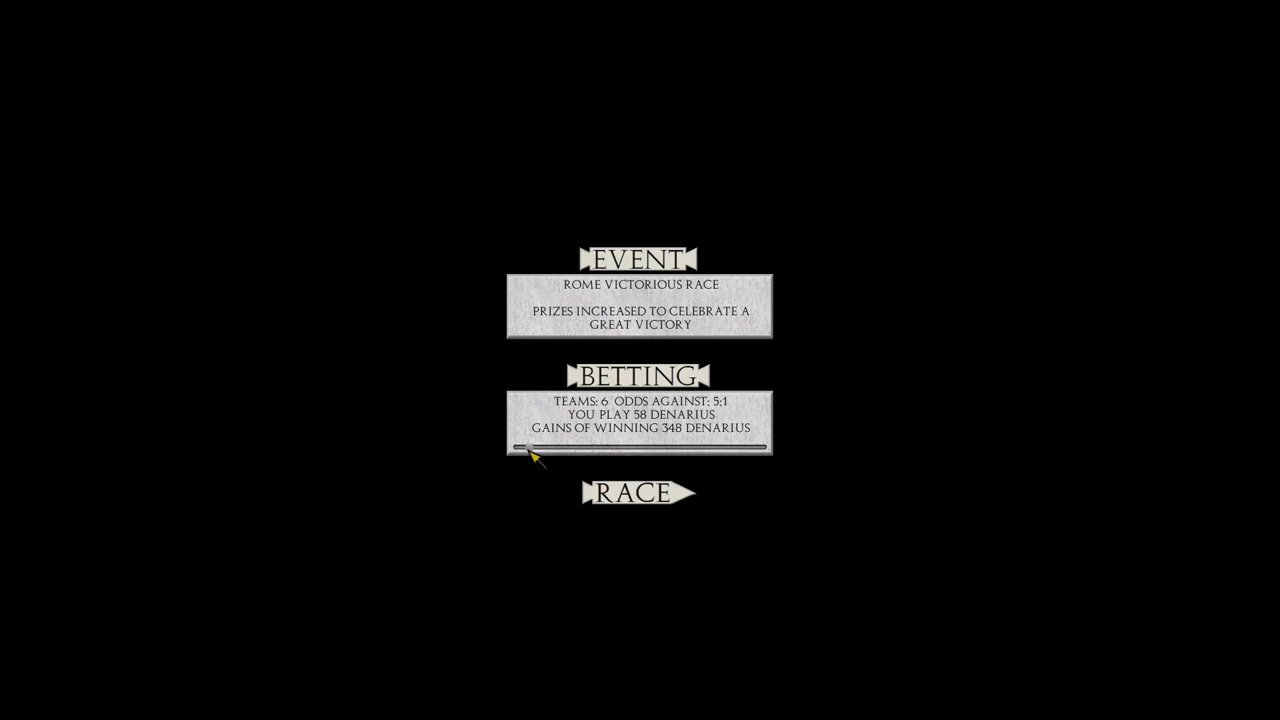 EVENT
ROME VICTORIOUS RACE
PRIZES INCREASED TO CELEBRATE A
GREAT VICTORY
BETTING
TEAMS: 6 ODDS AGAINST: 5:1
YOU PLAY 58 DENARIUS
GAINS OF WINNING 348 DENARIUS
RACE